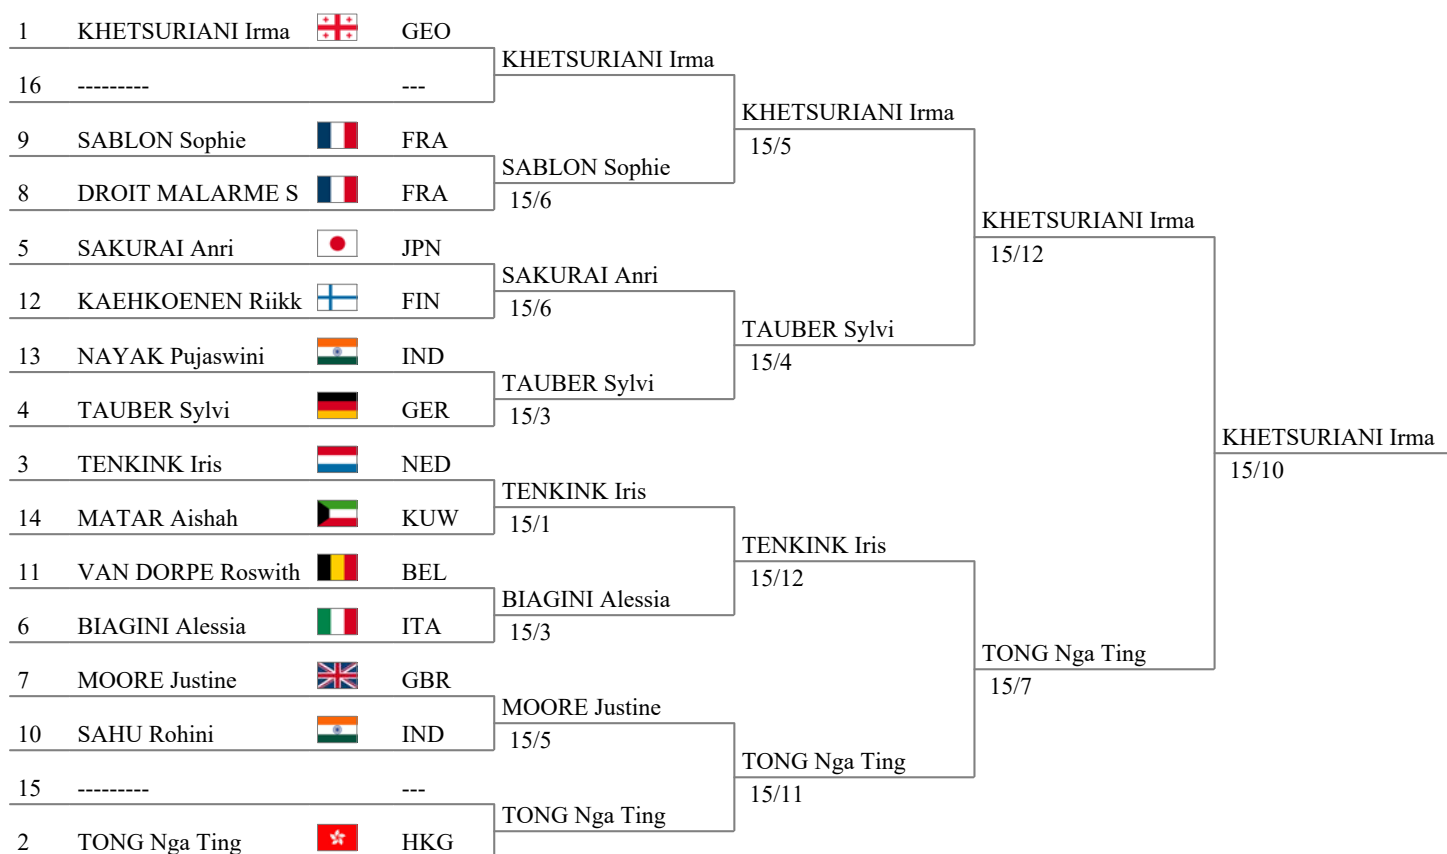 1 KHETSURIANI Irma GEO
16 --------- ---
9 SABLON Sophie FRA
8 DROIT MALARME S FRA
5 SAKURAI Anri JPN
12 KAEHKOENEN Riikk FIN
13 NAYAK Pujaswini IND
4 TAUBER Sylvi GER
3 TENKINK Iris NED
14 MATAR Aishah KUW
11 VAN DORPE Roswith BEL
6 BIAGINI Alessia ITA
7 MOORE Justine GBR
10 SAHU Rohini IND
15 --------- ---
2 TONG Nga Ting HKG
KHETSURIANI Irma
SABLON Sophie
15/6
SAKURAI Anri
15/6
TAUBER Sylvi
15/3
TENKINK Iris
15/1
BIAGINI Alessia
15/3
MOORE Justine
15/5
TONG Nga Ting
KHETSURIANI Irma
15/5
TAUBER Sylvi
15/4
TENKINK Iris
15/12
TONG Nga Ting
15/11
KHETSURIANI Irma
15/12
TONG Nga Ting
15/7
KHETSURIANI Irma
15/10